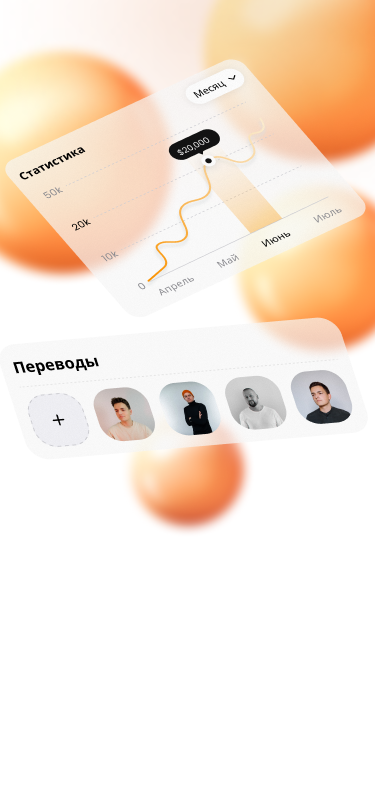 Месяц
Статистика
50k
$20,000
20k
10k
0
Апрель
Май
Июнь
Июль
Переводы
+